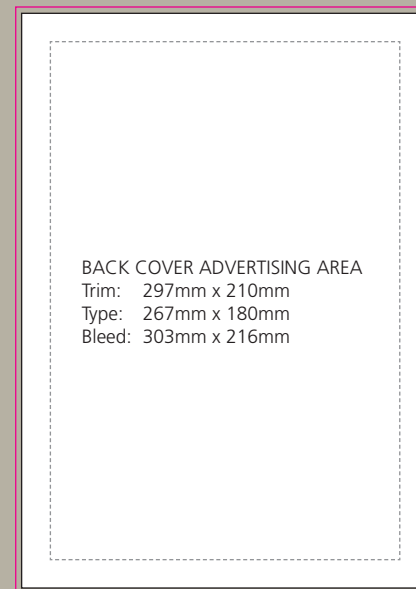 BACK COVER ADVERTISING AREA
Trim: 297mm x 210mm
Type: 267mm x 180mm
Bleed: 303mm x 216mm